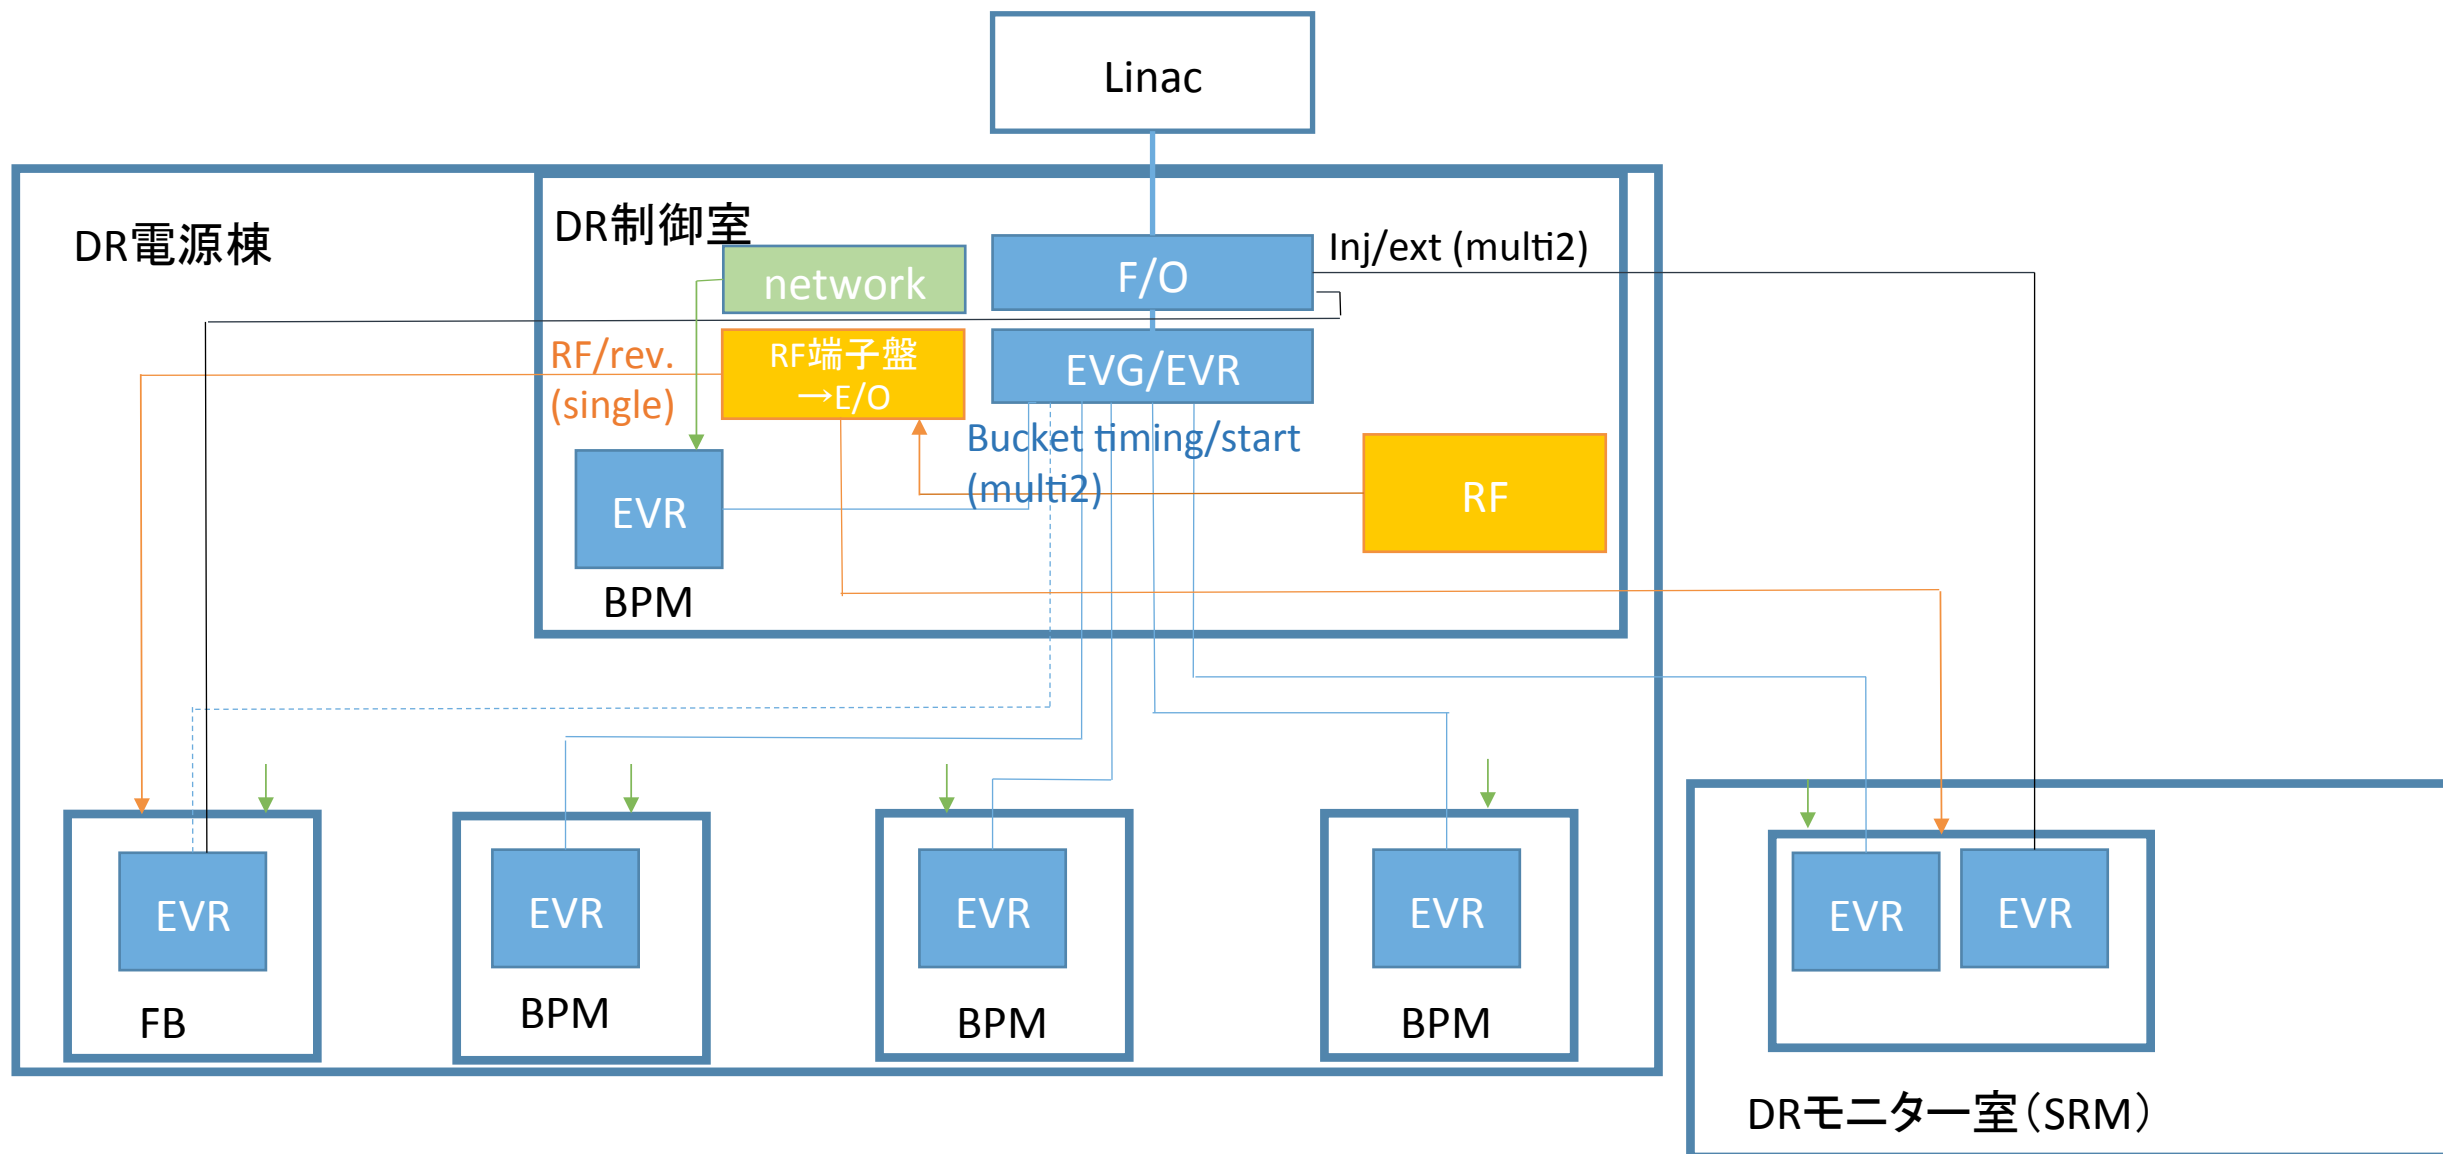 Linac
DR電源棟
DR制御室
Inj/ext (multi2)
network
F/O
RF/rev.
(single)
RF端子盤
→E/O
EVG/EVR
Bucket timing/start
(multi2)
RF
EVR
BPM
EVR
FB
EVR
BPM
EVR
BPM
EVR
BPM
EVR
EVR
DRモニター室（SRM）